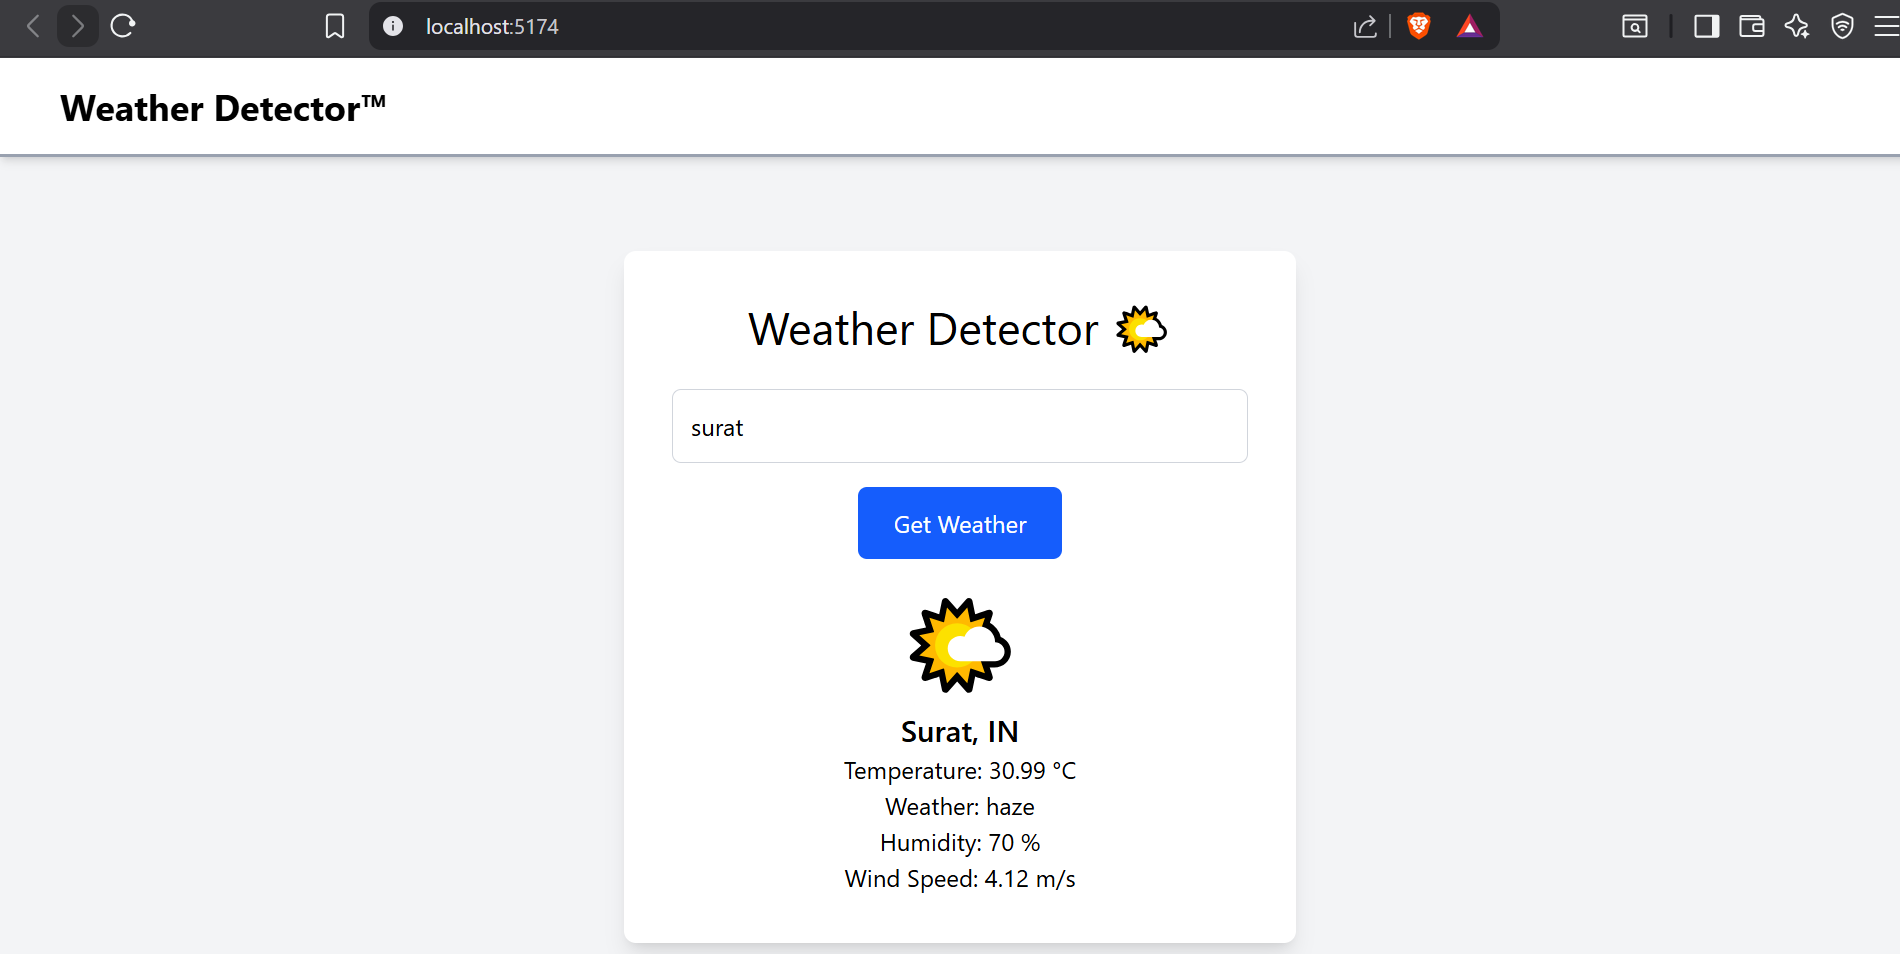 localhost:5174
Weather Detector™
Weather Detector
surat
Get Weather
Surat, IN
Temperature: 30.99 °C
Weather: haze
Humidity: 70 %
Wind Speed: 4.12 m/s